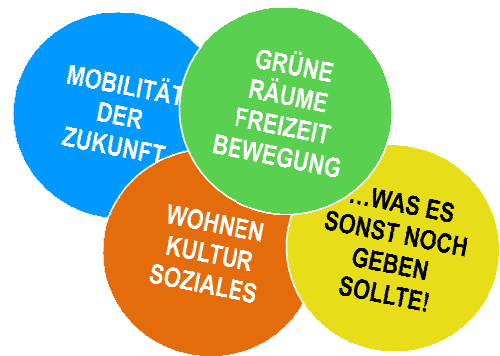 MOBILITÄT
DER
ZUKUNFT
GRÜNE
RÄUME
FREIZEIT
BEWEGUNG
WOHNEN
KULTUR
SOZIALES
...WAS ES
SONST NOCH
GEBEN
SOLLTE!